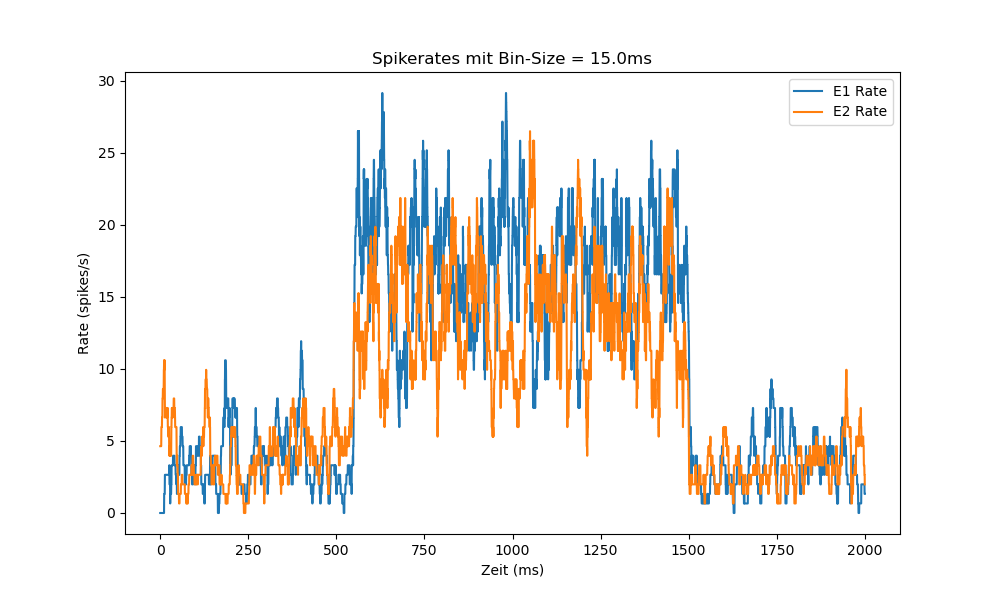 Spikerates mit Bin-Size = 15.0ms
E1 Rate
E2 Rate
30
25
20
15
10
5
0
Rate (spikes/s)
0 250 500 750 1000 1250 1500 1750 2000
Zeit (ms)